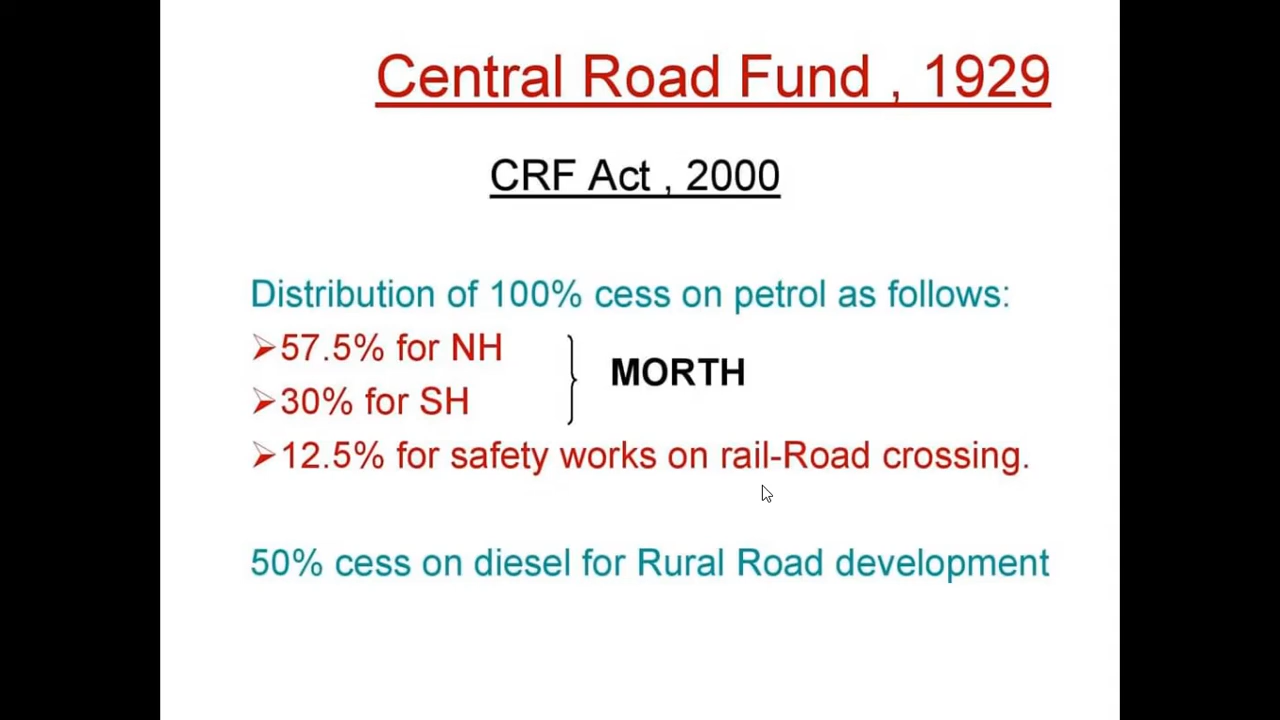 Central Road Fund , 1929
CRF Act , 2000
Distribution of 100% cess on petrol as follows:
➢57.5% for NH
➢30% for SH
MORTH
➢12.5% for safety works on rail-Road crossing.
50% cess on diesel for Rural Road development